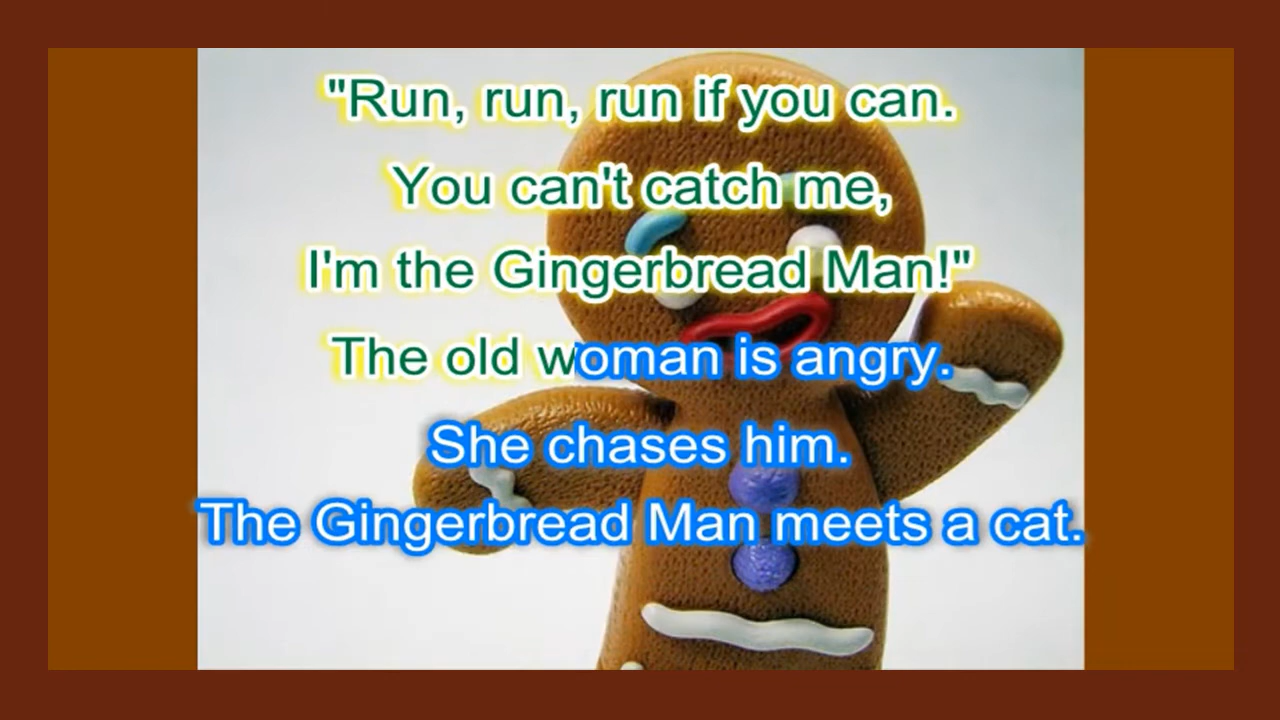 "Run, run, run if you can.
You can't catch me,
I'm the Gingerbread Man!"
The old woman is angry.
She chases him.
The Gingerbread Man meets a cat.